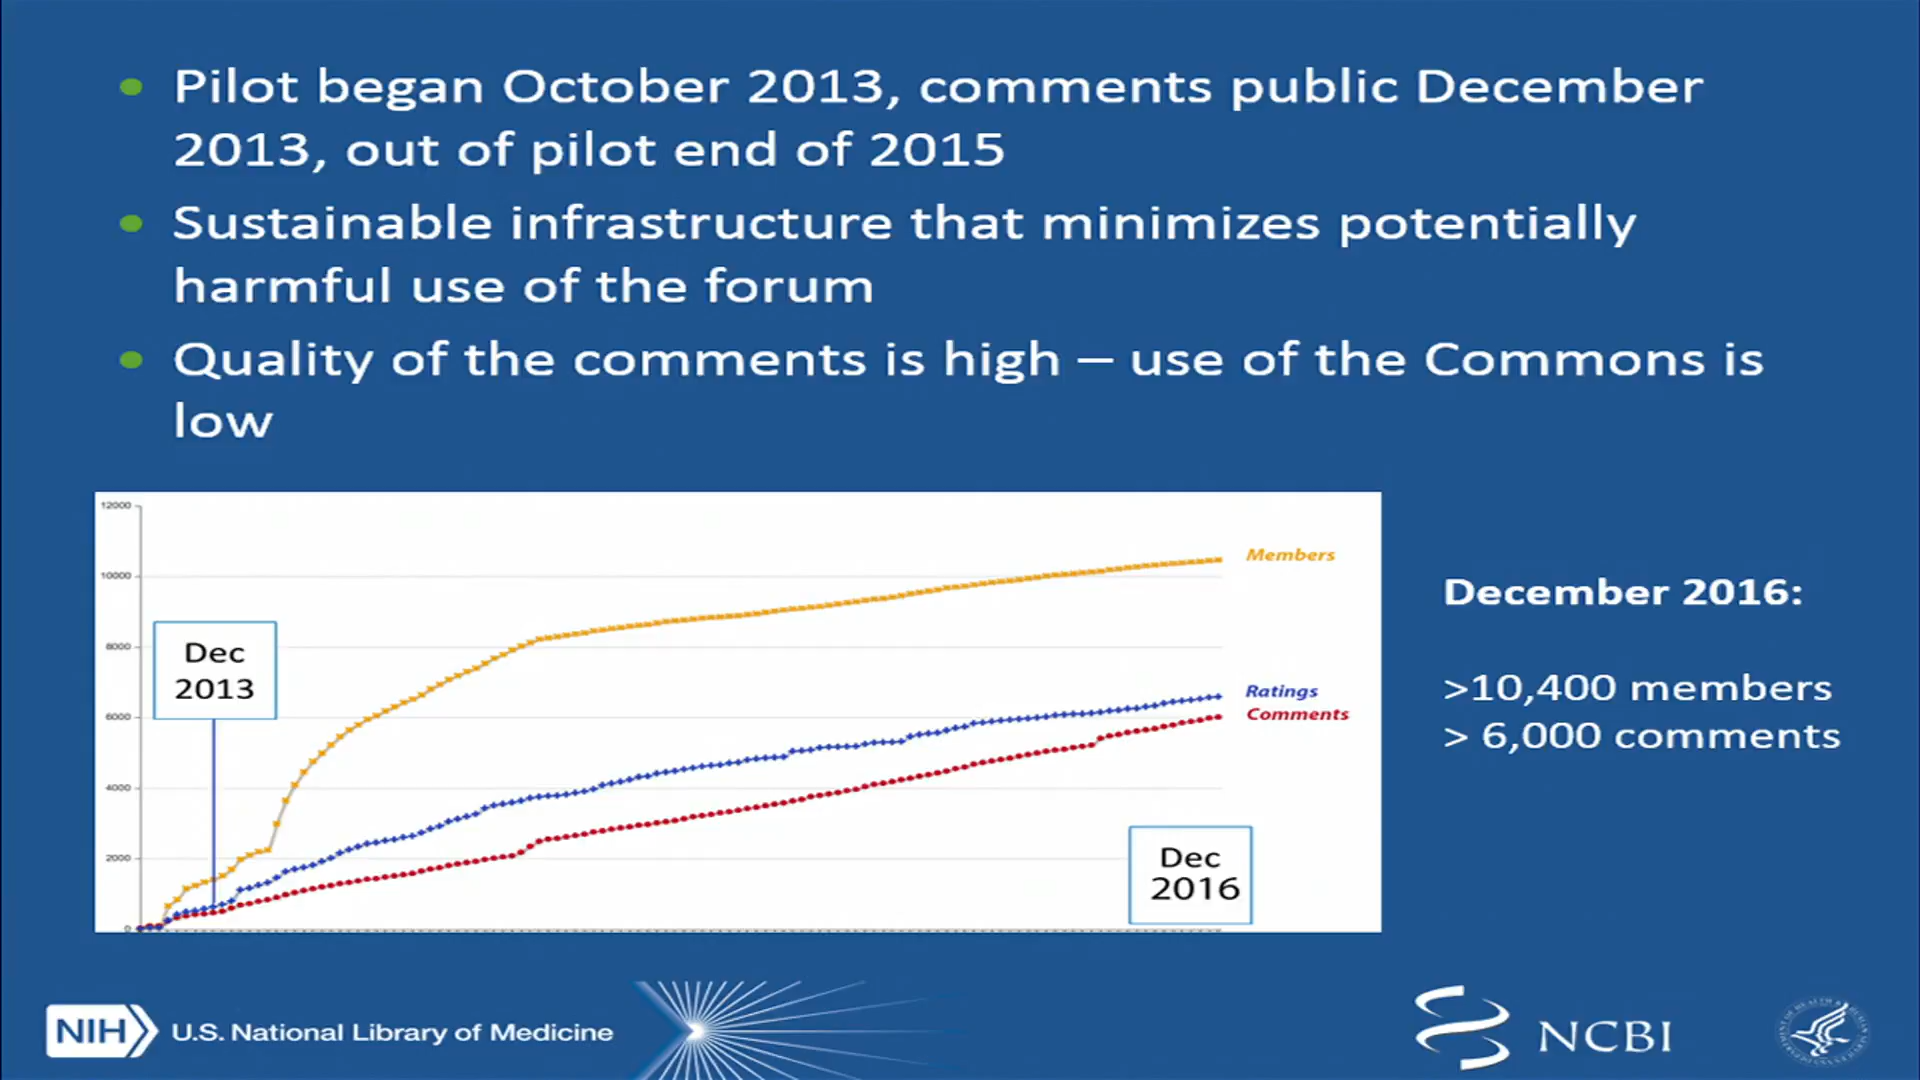 Pilot began October 2013, comments public December
2013, out of pilot end of 2015
Sustainable infrastructure that minimizes potentially
harmful use of the forum
Quality of the comments is high – use of the Commons is
low
12000
10000
8000
6000
4000
2000
0
Dec
2013
Members
Ratings
Comments
Dec
2016
December 2016:
>10,400 members
> 6,000 comments
NIH U.S. National Library of Medicine
NCBI